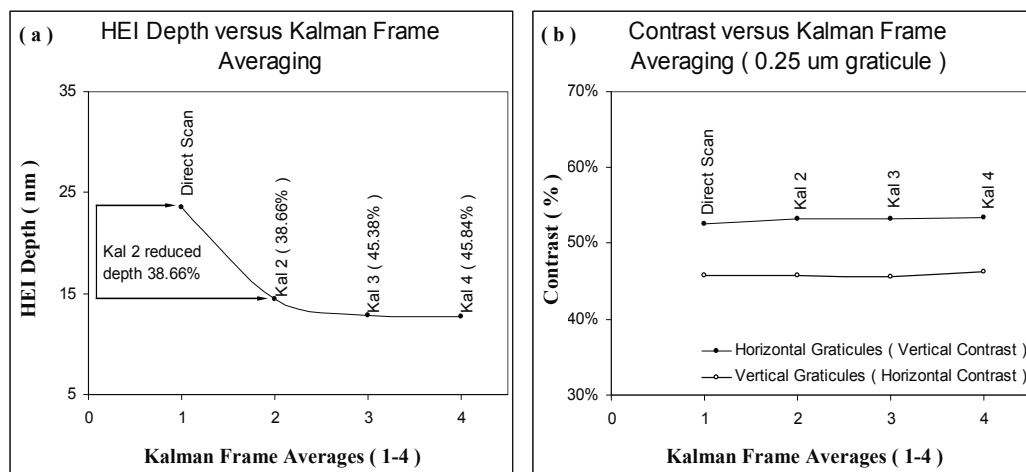 ( a )
HEI Depth versus Kalman Frame
Averaging
35
25
15
5
HEI Depth ( nm )
Direct Scan
Kal 2 ( 38.66% )
Kal 3 ( 45.38% )
Kal 4 ( 45.84% )
Kal 2 reduced
depth 38.66%
0
1
2
3
4
Kalman Frame Averages ( 1-4 )
( b )
Contrast versus Kalman Frame
Averaging ( 0.25 um graticule )
70%
60%
50%
40%
30%
Contrast ( % )
Direct Scan
Kal 2
Kal 3
Kal 4
Horizontal Graticules ( Vertical Contrast )
Vertical Graticules ( Horizontal Contrast )
0
1
2
3
4
Kalman Frame Averages ( 1-4 )